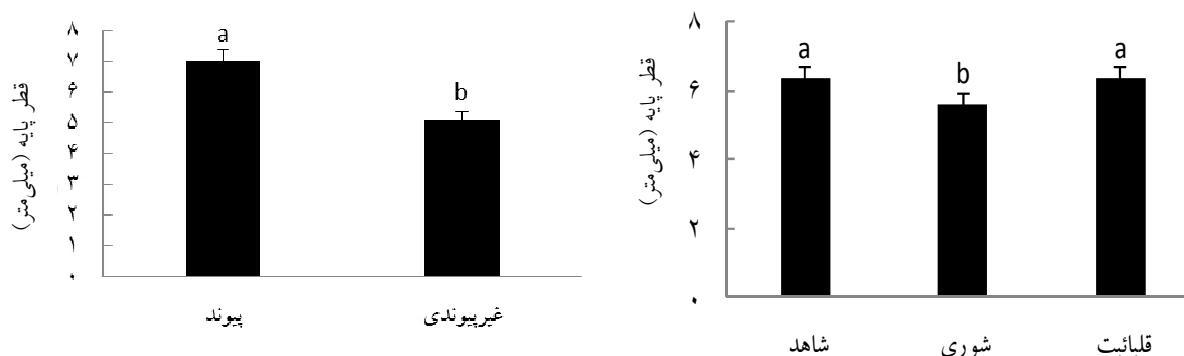 قطر پایه (میلی‌متر)
۸
۷
۶
۵
۴
۳
۲
۱
۰
a
b
پیوند
غیرپیوندی
قطر پایه (میلی‌متر)
۸
۶
۴
۲
۰
a
b
a
شاهد
شوری
قلیائیت